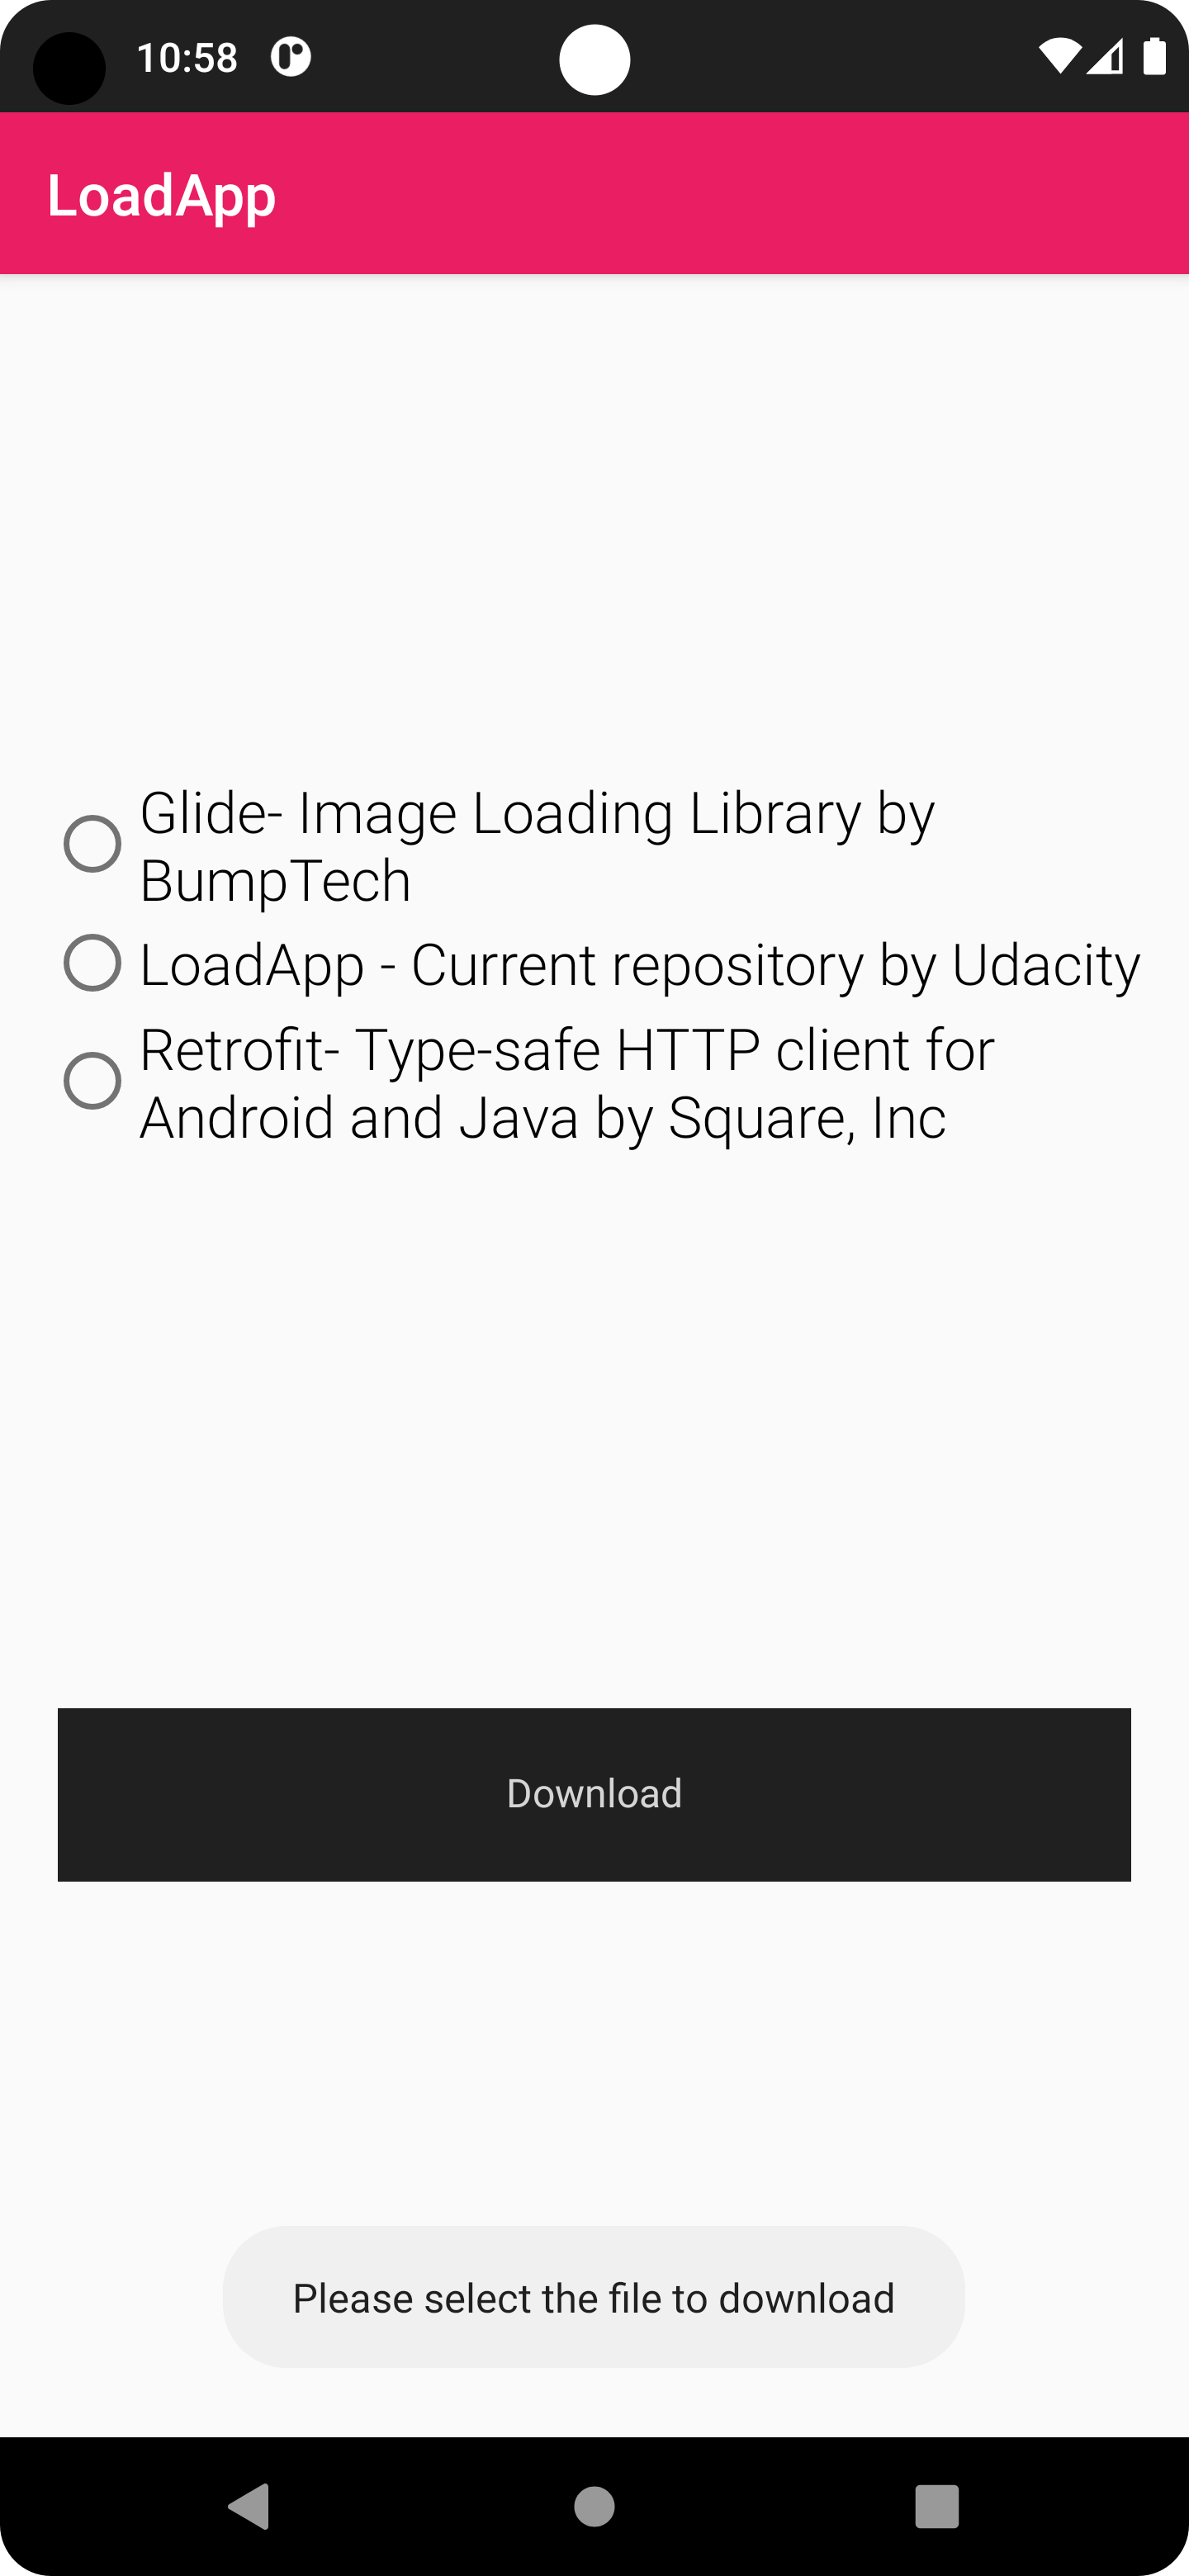 10:58
LoadApp
Glide- Image Loading Library by
BumpTech
LoadApp - Current repository by Udacity
Retrofit- Type-safe HTTP client for
Android and Java by Square, Inc
Download
Please select the file to download